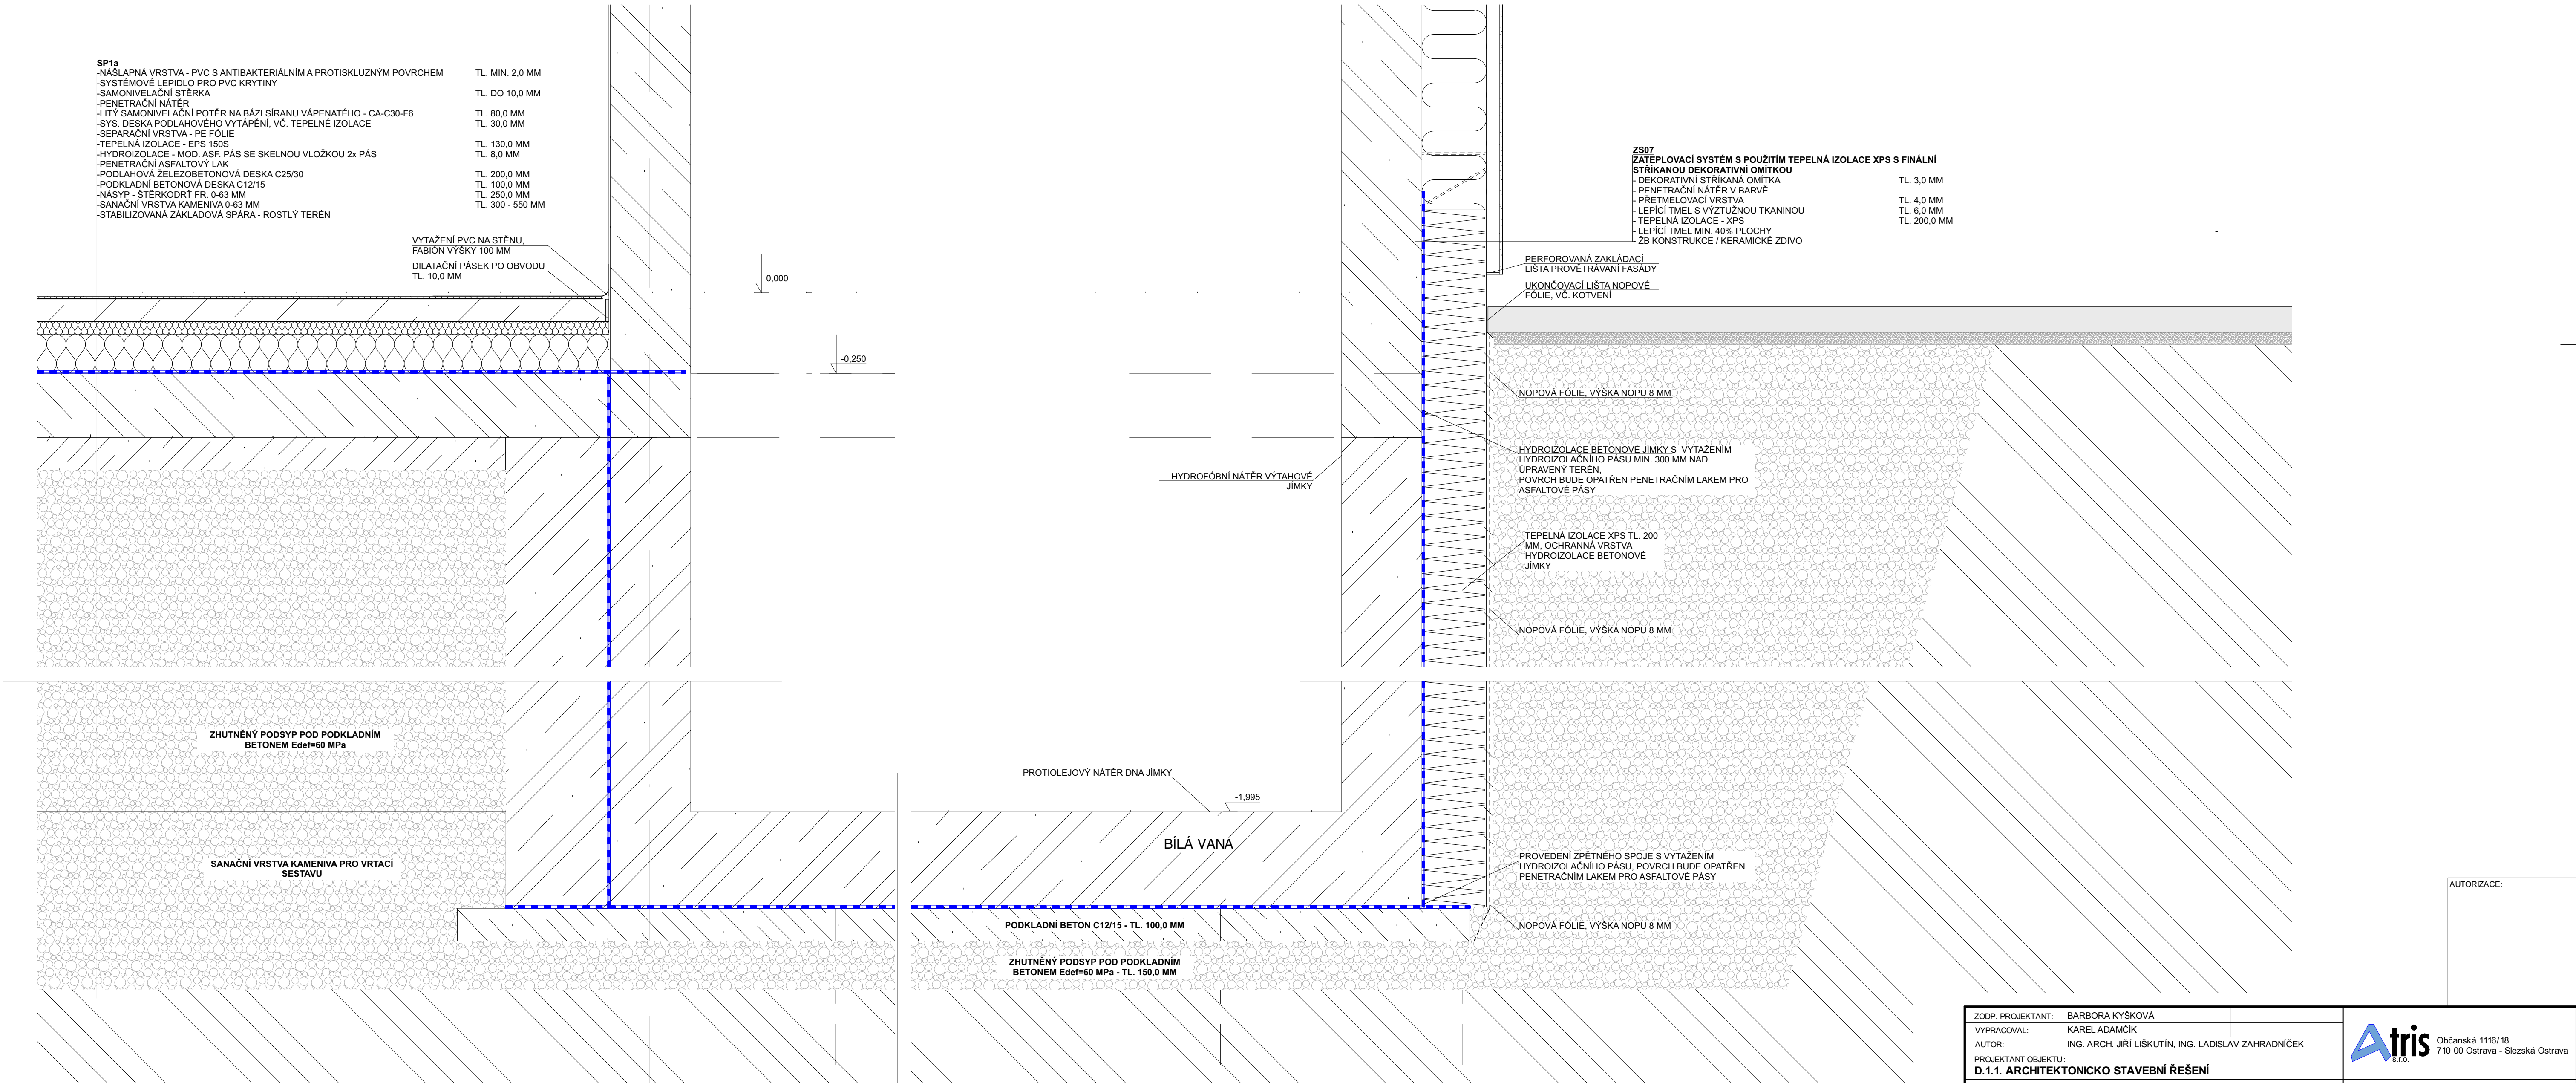 SP1a
-NÁŠLAPNÁ VRSTVA - PVC S ANTIBAKTERIÁLNÍM A PROTISKLUZNÝM POVRCHEM TL. MIN. 2,0 MM
-SYSTÉMOVÉ LEPIDLO PRO PVC KRYTINY
-SAMONIVELAČNÍ STĚRKA TL. DO 10,0 MM
-PENETRAČNÍ NÁTĚR
-LITÝ SAMONIVELAČNÍ POTĚR NA BÁZI SÍRANU VÁPENATÉHO - CA-C30-F6 TL. 80,0 MM
-SYS. DESKA PODLAHOVÉHO VYTÁPĚNÍ, VČ. TEPELNÉ IZOLACE TL. 30,0 MM
-SEPARAČNÍ VRSTVA - PE FÓLIE
-TEPELNÁ IZOLACE - EPS 150S TL. 130,0 MM
-HYDROIZOLACE - MOD. ASF. PÁS SE SKELNOU VLOŽKOU 2x PÁS TL. 8,0 MM
-PENETRAČNÍ ASFALTOVÝ LAK
-PODLAHOVÁ ŽELEZOBETONOVÁ DESKA C25/30 TL. 200,0 MM
-PODKLADNÍ BETONOVÁ DESKA C12/15 TL. 100,0 MM
-NÁSYP - ŠTĚRKODRŤ FR. 0-63 MM TL. 250,0 MM
-SANAČNÍ VRSTVA KAMENIVA 0-63 MM TL. 300 - 550 MM
-STABILIZOVANÁ ZÁKLADOVÁ SPÁRA - ROSTLÝ TERÉN
VYTAŽENÍ PVC NA STĚNU,
FABION VÝŠKY 100 MM
DILATAČNÍ PÁSEK PO OBVODU
TL. 10,0 MM
0,000
-0,250
ZS07
ZATEPLOVACÍ SYSTÉM S POUŽITÍM TEPELNÁ IZOLACE XPS S FINÁLNÍ
STŘÍKANOU DEKORATIVNÍ OMÍTKOU
- DEKORATIVNÍ STŘÍKANÁ OMÍTKA TL. 3,0 MM
- PENETRAČNÍ NÁTĚR V BARVĚ
- PŘETMELOVACÍ VRSTVA TL. 4,0 MM
- LEPÍCÍ TMEL S VÝZTUŽNOU TKANINOU TL. 6,0 MM
- TEPELNÁ IZOLACE - XPS TL. 200,0 MM
- LEPÍCÍ TMEL MIN. 40% PLOCHY
- ŽB KONSTRUKCE / KERAMICKÉ ZDIVO
-
PERFOROVANÁ ZAKLÁDACÍ
LIŠTA PROVĚTRÁVANÍ FASÁDY
UKONČOVACÍ LIŠTA NOPOVÉ
FÓLIE, VČ. KOTVENÍ
NOPOVÁ FÓLIE, VÝŠKA NOPU 8 MM
HYDROIZOLACE BETONOVÉ JÍMKY S VYTAŽENÍM
HYDROIZOLAČNÍHO PÁSU MIN. 300 MM NAD
ÚPRAVENÝ TERÉN,
POVRCH BUDE OPATŘEN PENETRAČNÍM LAKEM PRO
ASFALTOVÉ PÁSY
HYDROFÓBNÍ NÁTĚR VÝTAHOVÉ
JÍMKY
TEPELNÁ IZOLACE XPS TL. 200
MM, OCHRANNÁ VRSTVA
HYDROIZOLACE BETONOVÉ
JÍMKY
NOPOVÁ FÓLIE, VÝŠKA NOPU 8 MM
ZHUTNĚNÝ PODSYP POD PODKLADNÍM
BETONEM Edef=60 MPa
PROTIOLEJOVÝ NÁTĚR DNA JÍMKY
-1,995
BÍLÁ VANA
SANAČNÍ VRSTVA KAMENIVA PRO VRTACÍ
SESTAVU
PROVEDENÍ ZPĚTNÉHO SPOJE S VYTAŽENÍM
HYDROIZOLAČNÍHO PÁSU, POVRCH BUDE OPATŘEN
PENETRAČNÍM LAKEM PRO ASFALTOVÉ PÁSY
PODKLADNÍ BETON C12/15 - TL. 100,0 MM
NOPOVÁ FÓLIE, VÝŠKA NOPU 8 MM
ZHUTNĚNÝ PODSYP POD PODKLADNÍM
BETONEM Edef=60 MPa - TL. 150,0 MM
AUTORIZACE:
ZODP. PROJEKTANT: BARBORA KYŠKOVÁ
VYPRACOVAL: KAREL ADAMČÍK
AUTOR: ING. ARCH. JIŘÍ LIŠKUTÍN, ING. LADISLAV ZAHRADNÍČEK
PROJEKTANT OBJEKTU:
D.1.1. ARCHITEKTONICKO STAVEBNÍ ŘEŠENÍ
Atris
s.r.o.
Občanská 1116/18
710 00 Ostrava - Slezská Ostrava